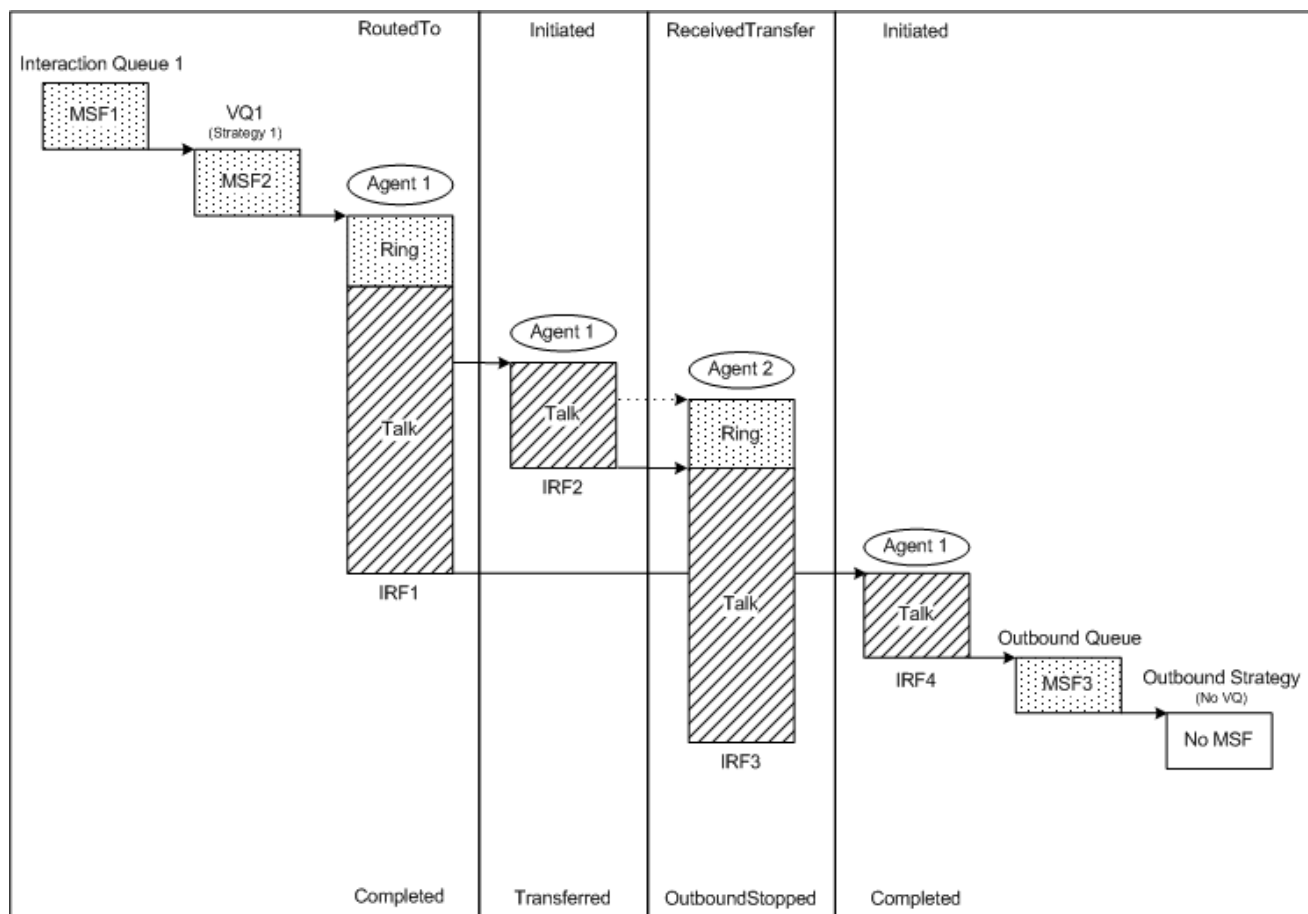 RoutedTo
Initiated
ReceivedTransfer
Initiated
Interaction Queue 1
MSF1
VQ1
(Strategy 1)
MSF2
Agent 1
Ring
Talk
IRF1
Agent 1
Talk
IRF2
Agent 2
Ring
Talk
IRF3
Agent 1
Talk
IRF4
Outbound Queue
MSF3
Outbound Strategy
(No VQ)
No MSF
Completed
Transferred
OutboundStopped
Completed